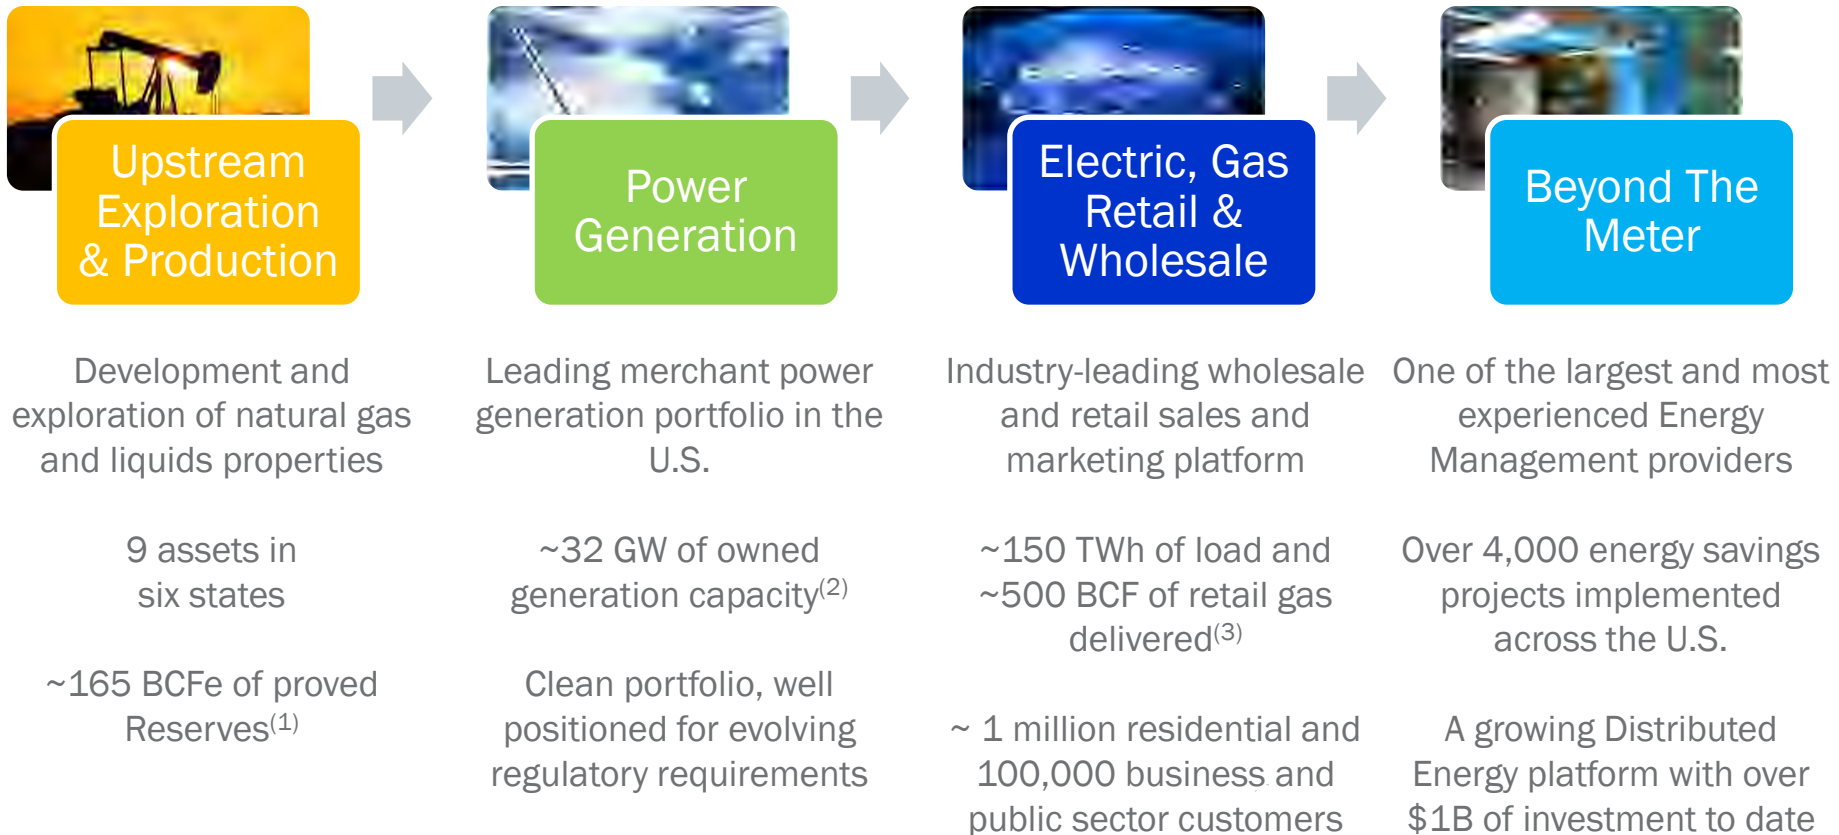 Upstream
Exploration
& Production
Power
Generation
Electric, Gas
Retail &
Wholesale
Beyond The
Meter
Development and
exploration of natural gas
and liquids properties
9 assets in
six states
~165 BCFe of proved
Reserves(1)
Leading merchant power
generation portfolio in the
U.S.
~32 GW of owned
generation capacity(2)
Clean portfolio, well
positioned for evolving
regulatory requirements
Industry-leading wholesale
and retail sales and
marketing platform
~150 TWh of load and
~500 BCF of retail gas
delivered(3)
~ 1 million residential and
100,000 business and
public sector customers
One of the largest and most
experienced Energy
Management providers
Over 4,000 energy savings
projects implemented
across the U.S.
A growing Distributed
Energy platform with over
$1B of investment to date